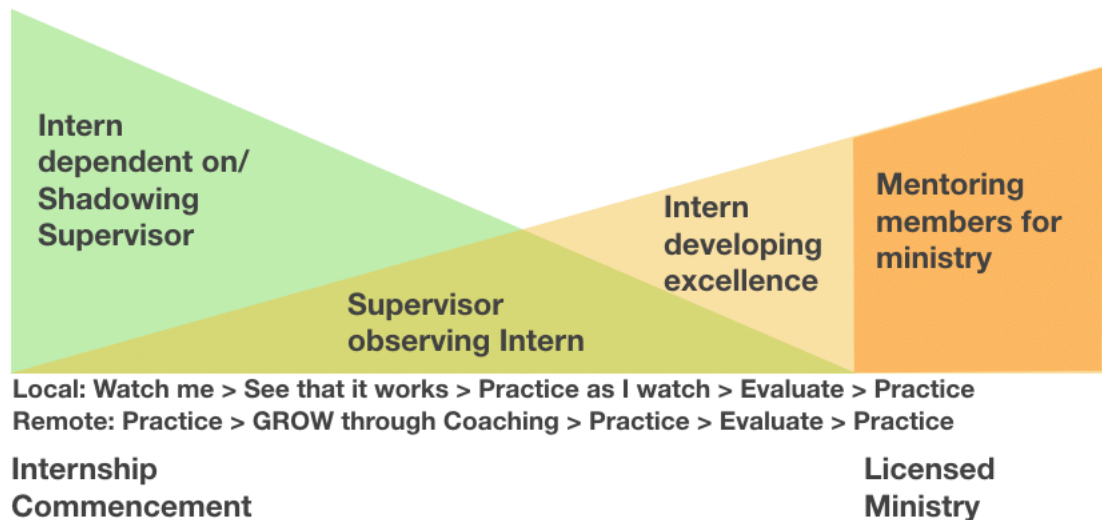 Intern
dependent on/
Shadowing
Supervisor
Intern
developing
excellence
Mentoring
members for
ministry
Supervisor
observing Intern
Local: Watch me > See that it works > Practice as I watch > Evaluate > Practice
Remote: Practice > GROW through Coaching > Practice > Evaluate > Practice
Internship
Commencement
Licensed
Ministry